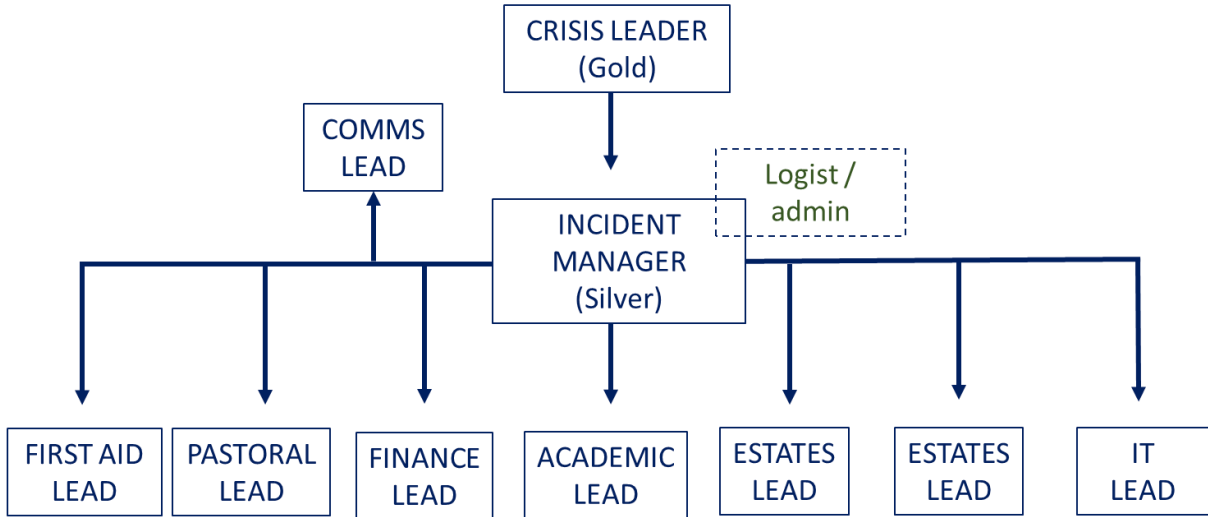 CRISIS LEADER
(Gold)
COMMS
LEAD
Logist /
admin
INCIDENT
MANAGER
(Silver)
FIRST AID
LEAD
PASTORAL
LEAD
FINANCE
LEAD
ACADEMIC
LEAD
ESTATES
LEAD
ESTATES
LEAD
IT
LEAD